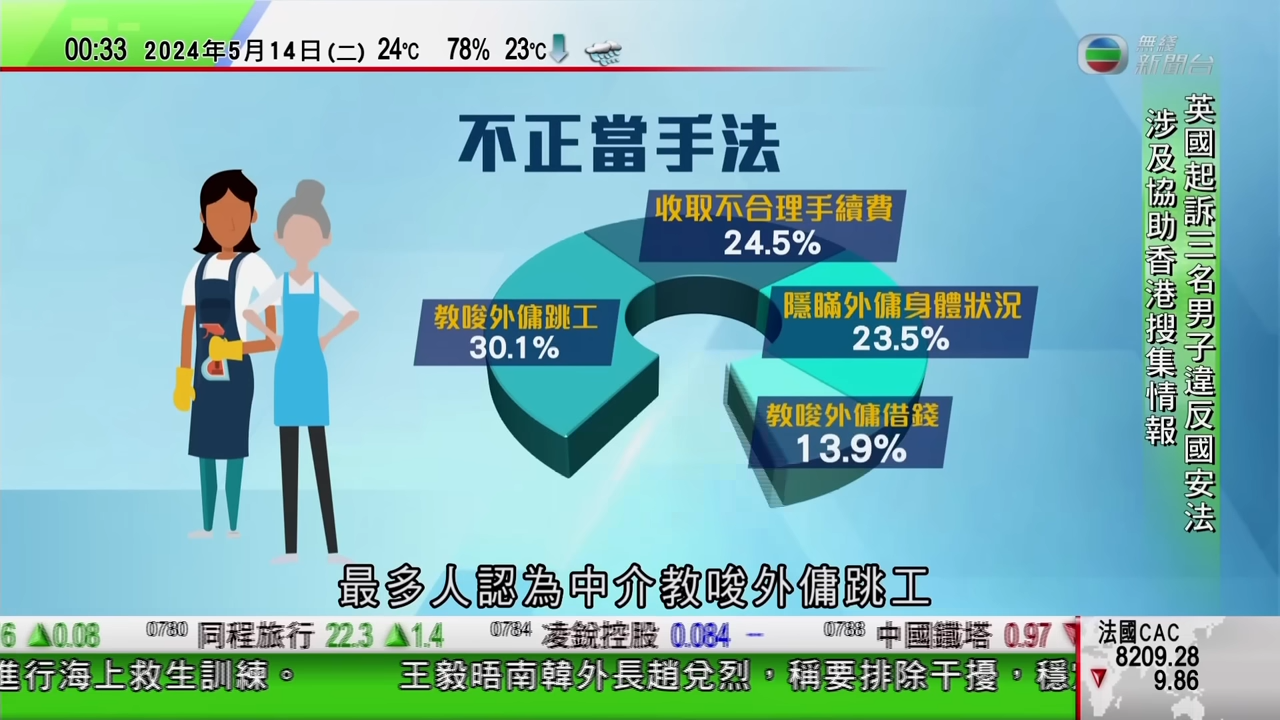 00:33 2024年5月14日(二) 24℃ 78% 23℃
無綫
新聞台
英國起訴三名男子違反國安法
涉及協助香港搜集情報
不正當手法
收取不合理手續費
24.5%
隱瞞外傭身體狀況
23.5%
教唆外傭跳工
30.1%
教唆外傭借錢
13.9%
最多人認為中介教唆外傭跳工
6 0.08 0780 同程旅行 22.3 1.4 0784 凌銳控股 0.084 – 0788 中國鐵塔 0.97
法國CAC
8209.28
9.86
進行海上救生訓練。 王毅晤南韓外長趙兌烈，稱要排除干擾，穩